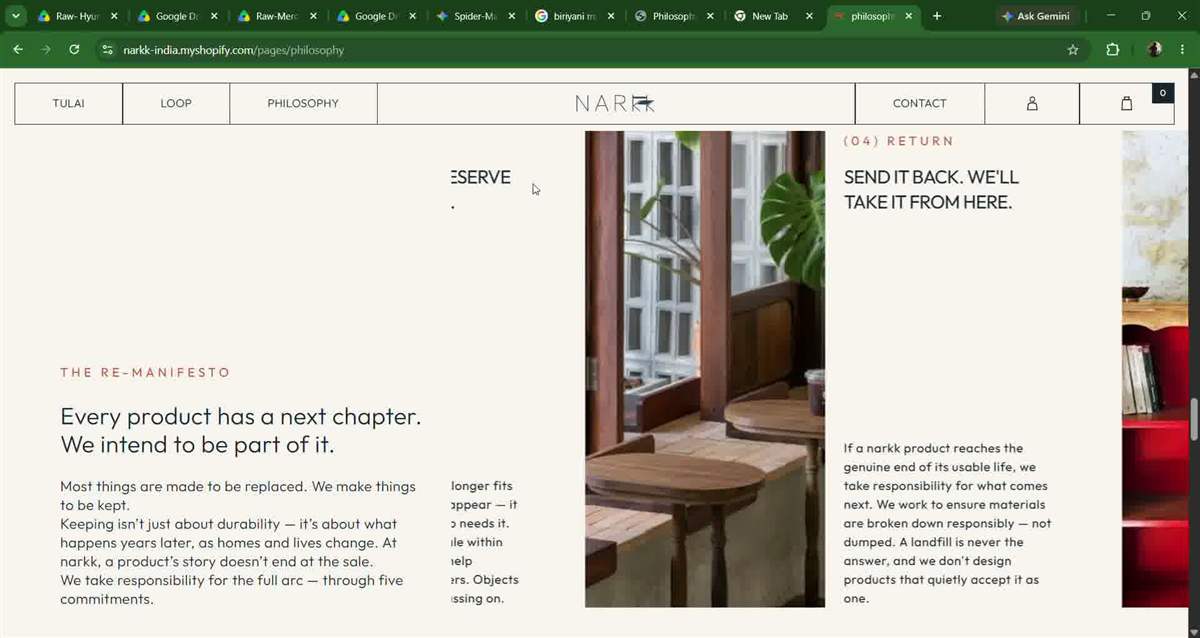 Raw- Hyun
Google Do
Raw-Merc
Google Dr
Spider-Ma
biriyani m
Philosoph
New Tab
philosoph
Ask Gemini
narkk-india.myshopify.com/pages/philosophy
TULAI
LOOP
PHILOSOPHY
NARKK
CONTACT
0
THE RE-MANIFESTO
Every product has a next chapter.
We intend to be part of it.
Most things are made to be replaced. We make things
to be kept.
Keeping isn't just about durability — it's about what
happens years later, as homes and lives change. At
narkk, a product's story doesn't end at the sale.
We take responsibility for the full arc — through five
commitments.
ESERVE
.
longer fits
appear — it
needs it.
within
help
ers. Objects
ssing on.
(04) RETURN
SEND IT BACK. WE'LL
TAKE IT FROM HERE.
If a narkk product reaches the
genuine end of its usable life, we
take responsibility for what comes
next. We work to ensure materials
are broken down responsibly — not
dumped. A landfill is never the
answer, and we don't design
products that quietly accept it as
one.